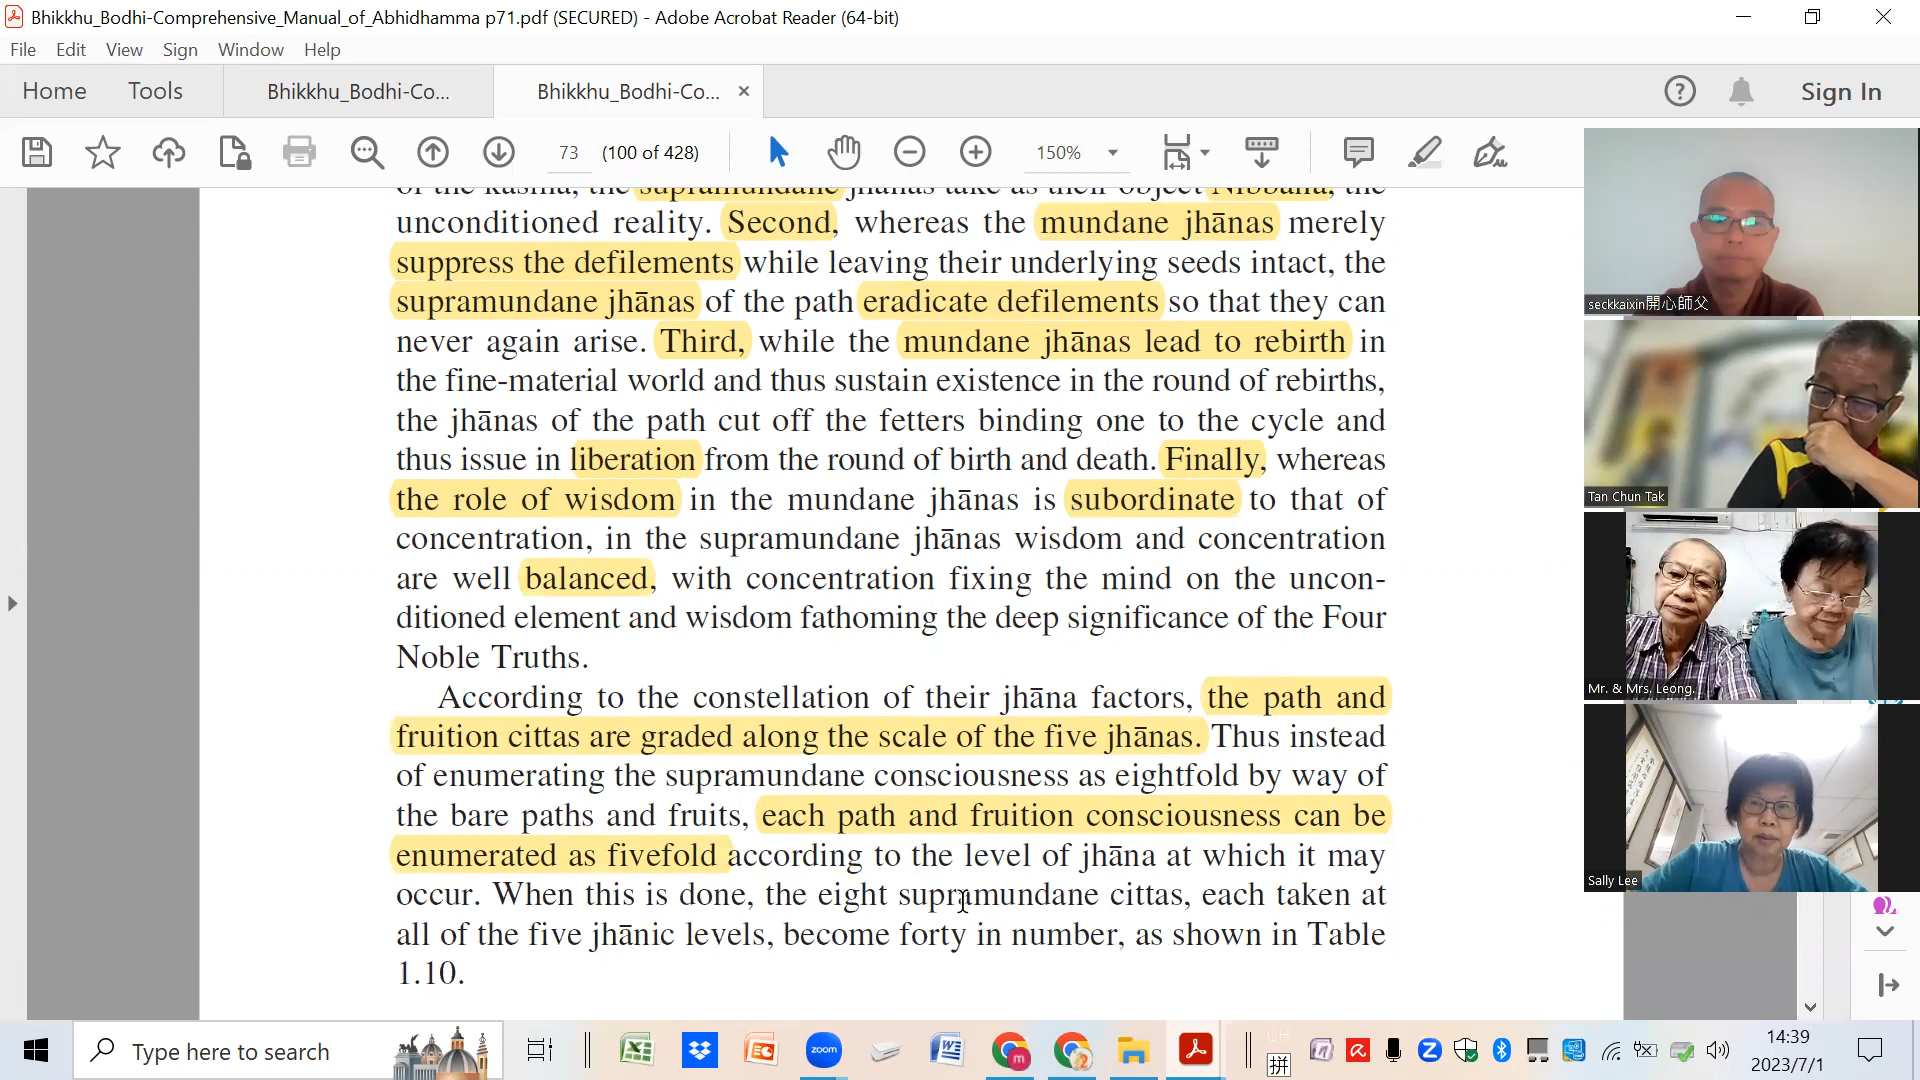 Bhikkhu_Bodhi-Comprehensive_Manual_of_Abhidhamma p71.pdf (SECURED) - Adobe Acrobat Reader (64-bit)
File Edit View Sign Window Help
Home Tools Bhikkhu_Bodhi-Co... Bhikkhu_Bodhi-Co... × Sign In
73 (100 of 428) 150%
of the kasiṇa, the supramundane jhānas take as their object Nibbāna, the
unconditioned reality. Second, whereas the mundane jhānas merely
suppress the defilements while leaving their underlying seeds intact, the
supramundane jhānas of the path eradicate defilements so that they can
never again arise. Third, while the mundane jhānas lead to rebirth in
the fine-material world and thus sustain existence in the round of rebirths,
the jhānas of the path cut off the fetters binding one to the cycle and
thus issue in liberation from the round of birth and death. Finally, whereas
the role of wisdom in the mundane jhānas is subordinate to that of
concentration, in the supramundane jhānas wisdom and concentration
are well balanced, with concentration fixing the mind on the uncon-
ditioned element and wisdom fathoming the deep significance of the Four
Noble Truths.
According to the constellation of their jhāna factors, the path and
fruition cittas are graded along the scale of the five jhānas. Thus instead
of enumerating the supramundane consciousness as eightfold by way of
the bare paths and fruits, each path and fruition consciousness can be
enumerated as fivefold according to the level of jhāna at which it may
occur. When this is done, the eight supramundane cittas, each taken at
all of the five jhānic levels, become forty in number, as shown in Table
1.10.
seckkaixin開心師父
Tan Chun Tak
Mr. & Mrs. Leong.
Sally Lee
Type here to search
zoom
拼
14:39
2023/7/1